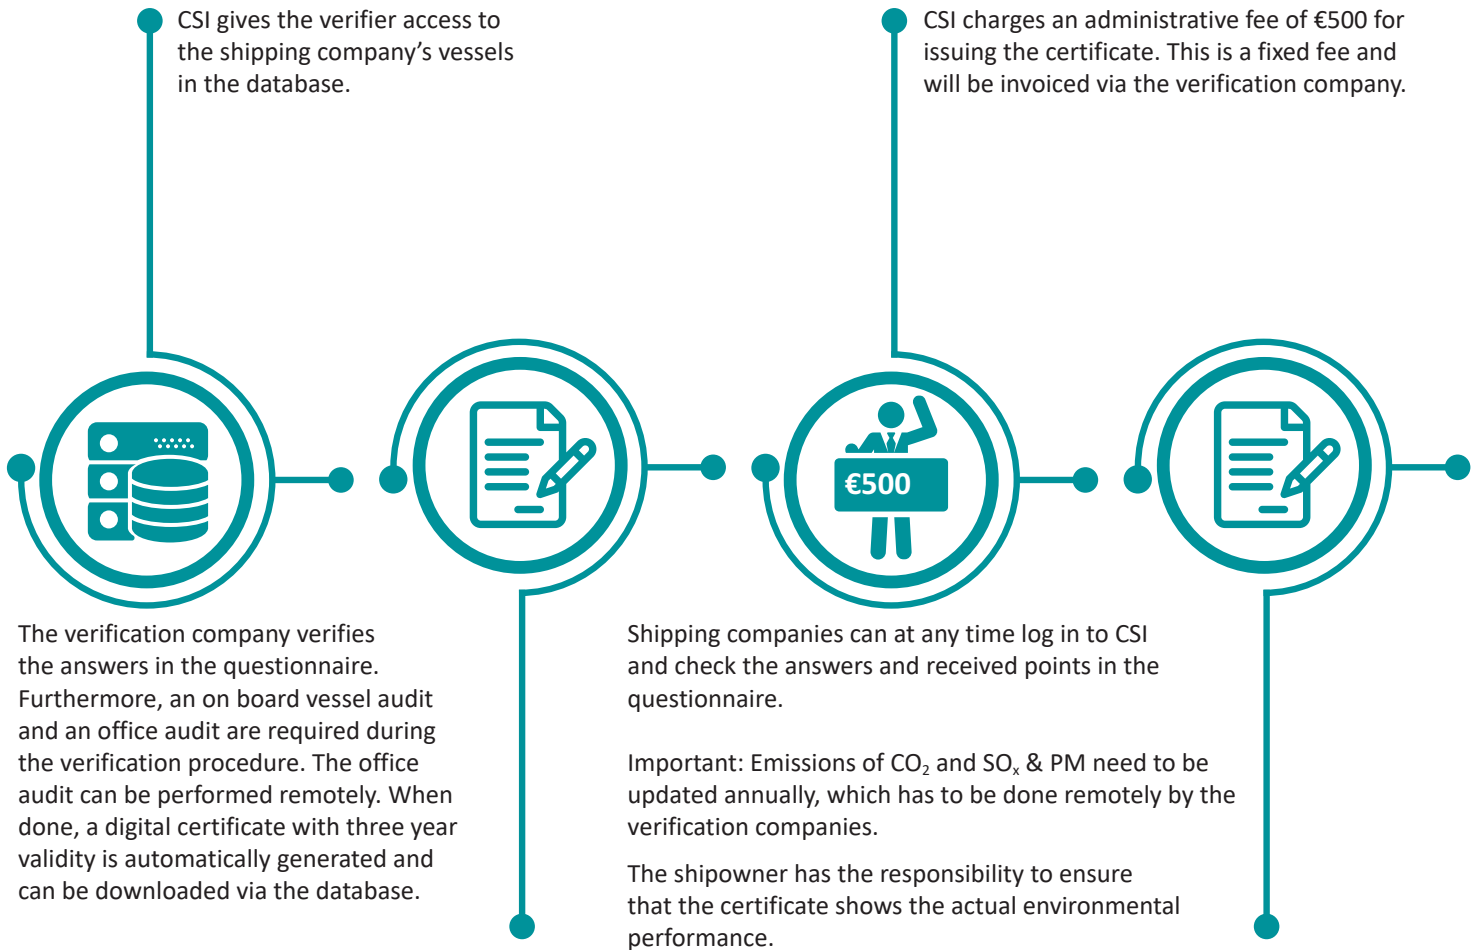 CSI gives the verifier access to
the shipping company’s vessels
in the database.
The verification company verifies
the answers in the questionnaire.
Furthermore, an on board vessel audit
and an office audit are required during
the verification procedure. The office
audit can be performed remotely. When
done, a digital certificate with three year
validity is automatically generated and
can be downloaded via the database.
CSI charges an administrative fee of €500 for
issuing the certificate. This is a fixed fee and
will be invoiced via the verification company.
€500
Shipping companies can at any time log in to CSI
and check the answers and received points in the
questionnaire.
Important: Emissions of CO₂ and SOₓ & PM need to be
updated annually, which has to be done remotely by the
verification companies.
The shipowner has the responsibility to ensure
that the certificate shows the actual environmental
performance.